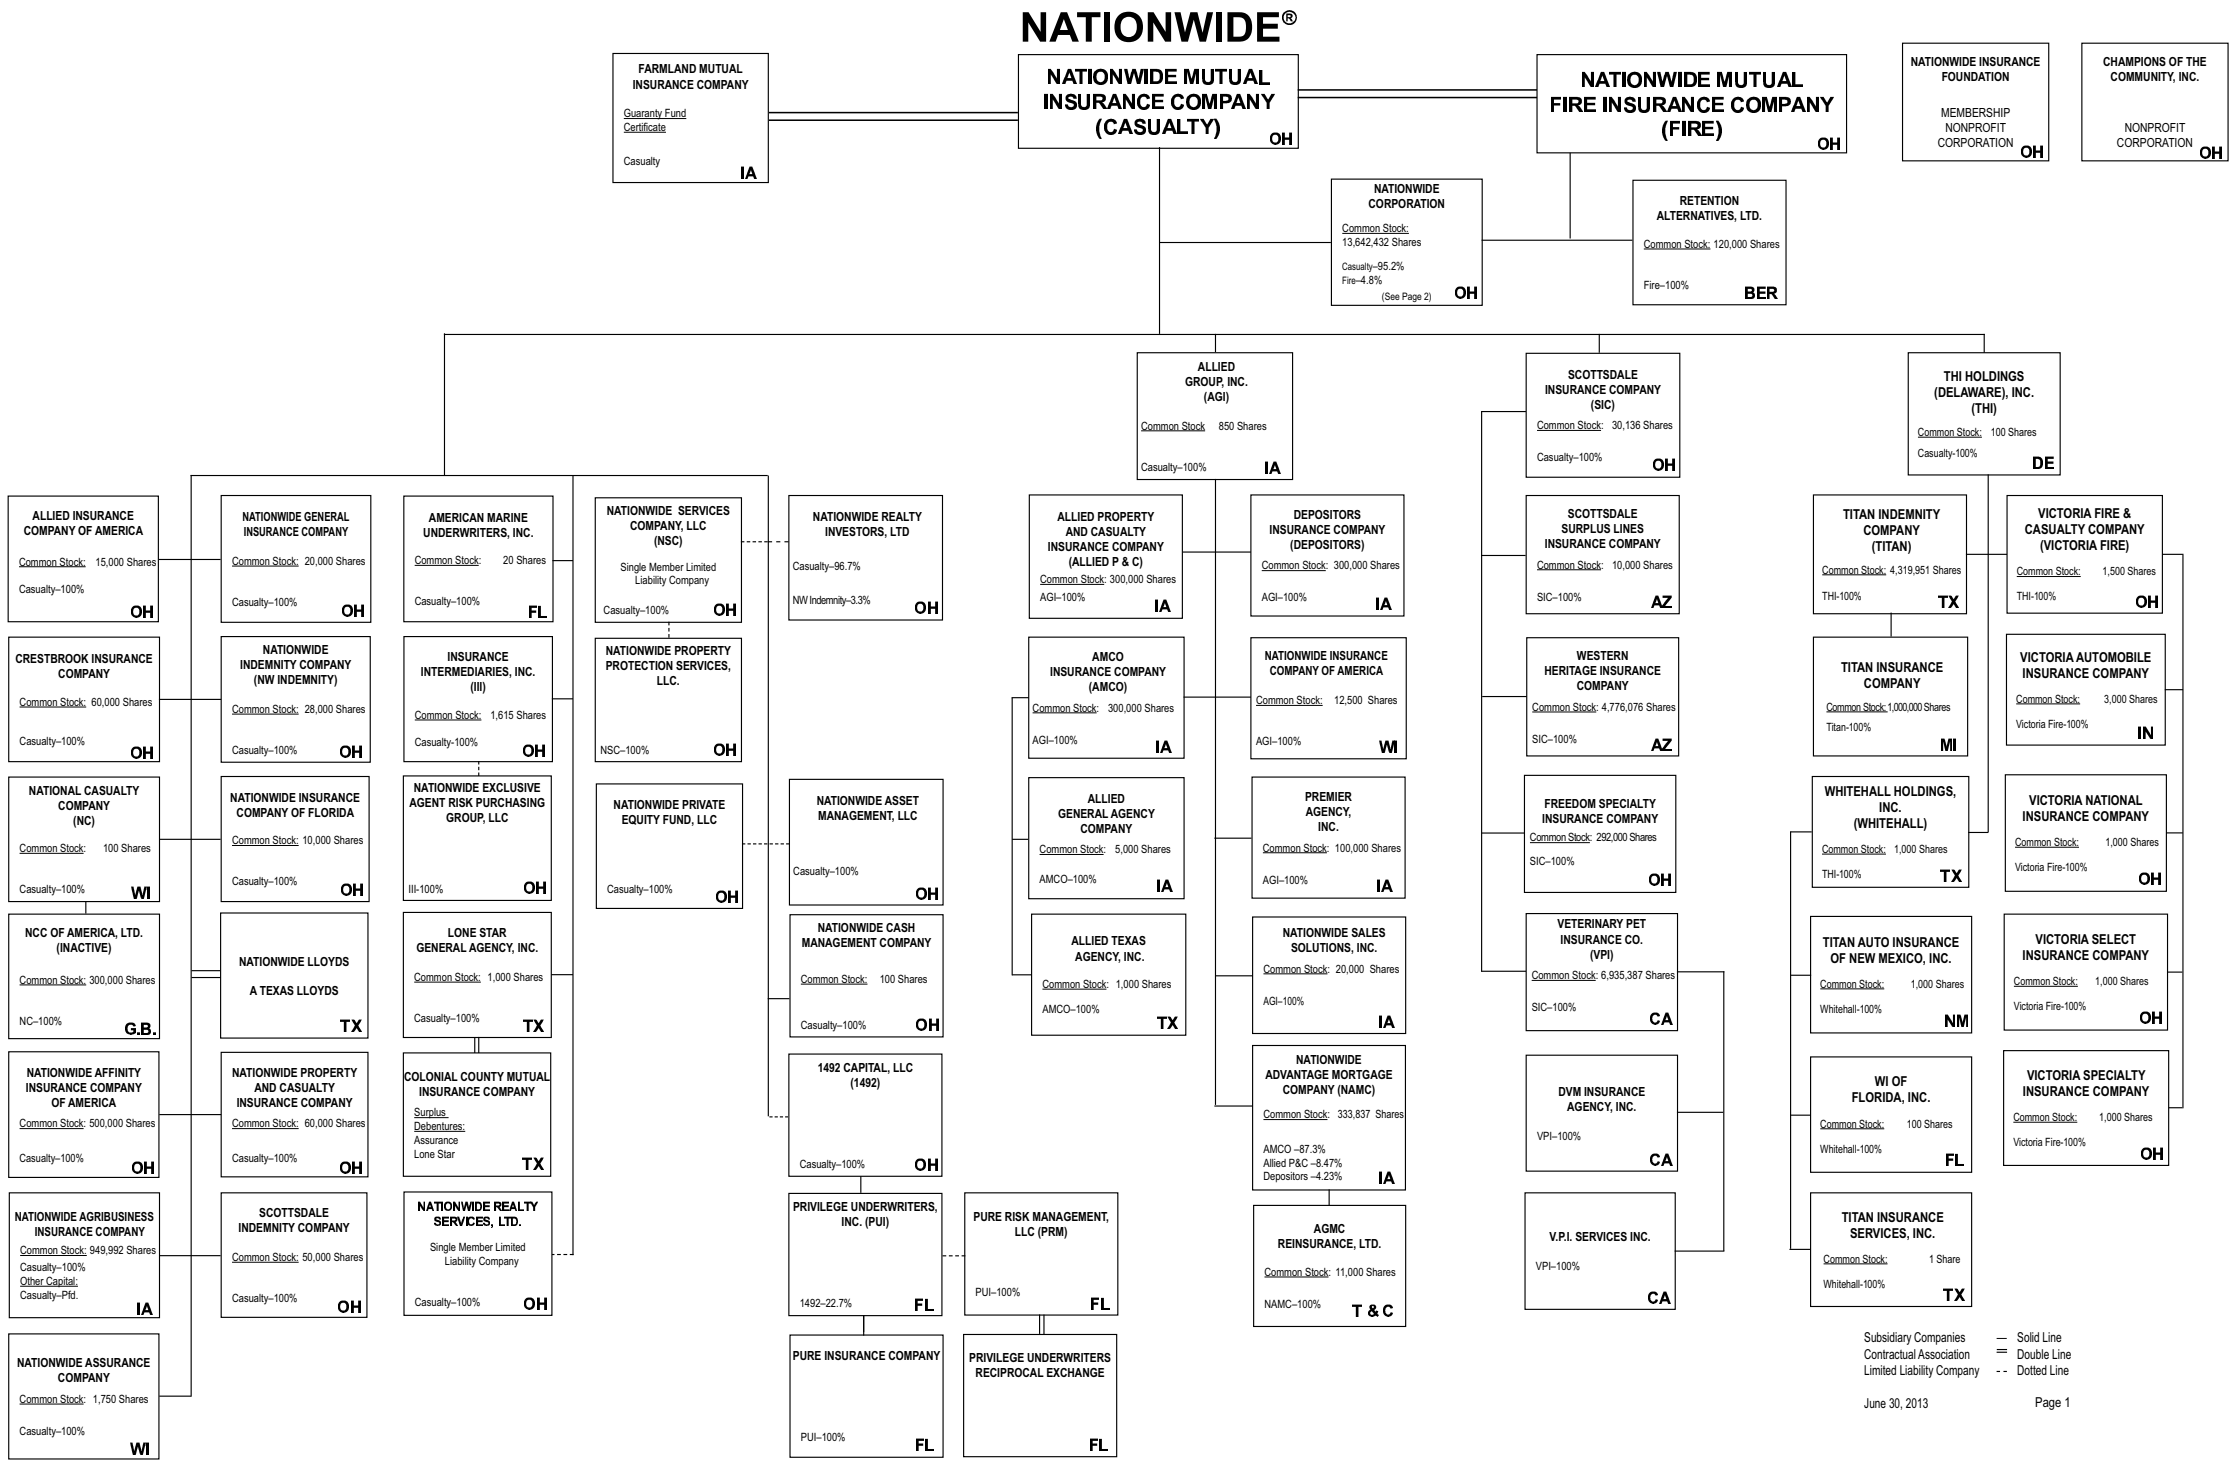 NATIONWIDE®
FARMLAND MUTUAL
INSURANCE COMPANY
Guaranty Fund
Certificate
Casualty
IA
NATIONWIDE MUTUAL
INSURANCE COMPANY
(CASUALTY)
OH
NATIONWIDE MUTUAL
FIRE INSURANCE COMPANY
(FIRE)
OH
NATIONWIDE INSURANCE
FOUNDATION
MEMBERSHIP
NONPROFIT
CORPORATION
OH
CHAMPIONS OF THE
COMMUNITY, INC.
NONPROFIT
CORPORATION
OH
NATIONWIDE
CORPORATION
Common Stock:
13,642,432 Shares
Casualty–95.2%
Fire–4.8%
(See Page 2)
OH
RETENTION
ALTERNATIVES, LTD.
Common Stock: 120,000 Shares
Fire–100%
BER
ALLIED
GROUP, INC.
(AGI)
Common Stock 850 Shares
Casualty–100%
IA
SCOTTSDALE
INSURANCE COMPANY
(SIC)
Common Stock: 30,136 Shares
Casualty–100%
OH
THI HOLDINGS
(DELAWARE), INC.
(THI)
Common Stock: 100 Shares
Casualty-100%
DE
ALLIED INSURANCE
COMPANY OF AMERICA
Common Stock: 15,000 Shares
Casualty–100%
OH
NATIONWIDE GENERAL
INSURANCE COMPANY
Common Stock: 20,000 Shares
Casualty–100%
OH
AMERICAN MARINE
UNDERWRITERS, INC.
Common Stock: 20 Shares
Casualty–100%
FL
NATIONWIDE SERVICES
COMPANY, LLC
(NSC)
Single Member Limited
Liability Company
Casualty–100%
OH
NATIONWIDE REALTY
INVESTORS, LTD
Casualty–96.7%
NW Indemnity–3.3%
OH
ALLIED PROPERTY
AND CASUALTY
INSURANCE COMPANY
(ALLIED P & C)
Common Stock: 300,000 Shares
AGI–100%
IA
DEPOSITORS
INSURANCE COMPANY
(DEPOSITORS)
Common Stock: 300,000 Shares
AGI–100%
IA
SCOTTSDALE
SURPLUS LINES
INSURANCE COMPANY
Common Stock: 10,000 Shares
SIC–100%
AZ
TITAN INDEMNITY
COMPANY
(TITAN)
Common Stock: 4,319,951 Shares
THI-100%
TX
VICTORIA FIRE &
CASUALTY COMPANY
(VICTORIA FIRE)
Common Stock: 1,500 Shares
THI-100%
OH
CRESTBROOK INSURANCE
COMPANY
Common Stock: 60,000 Shares
Casualty–100%
OH
NATIONWIDE
INDEMNITY COMPANY
(NW INDEMNITY)
Common Stock: 28,000 Shares
Casualty–100%
OH
INSURANCE
INTERMEDIARIES, INC.
(III)
Common Stock: 1,615 Shares
Casualty-100%
OH
NATIONWIDE PROPERTY
PROTECTION SERVICES,
LLC.
NSC–100%
OH
AMCO
INSURANCE COMPANY
(AMCO)
Common Stock: 300,000 Shares
AGI–100%
IA
NATIONWIDE INSURANCE
COMPANY OF AMERICA
Common Stock: 12,500 Shares
AGI–100%
WI
WESTERN
HERITAGE INSURANCE
COMPANY
Common Stock: 4,776,076 Shares
SIC–100%
AZ
TITAN INSURANCE
COMPANY
Common Stock: 1,000,000 Shares
Titan-100%
MI
VICTORIA AUTOMOBILE
INSURANCE COMPANY
Common Stock: 3,000 Shares
Victoria Fire-100%
IN
NATIONAL CASUALTY
COMPANY
(NC)
Common Stock: 100 Shares
Casualty–100%
WI
NATIONWIDE INSURANCE
COMPANY OF FLORIDA
Common Stock: 10,000 Shares
Casualty–100%
OH
NATIONWIDE EXCLUSIVE
AGENT RISK PURCHASING
GROUP, LLC
III-100%
OH
NATIONWIDE PRIVATE
EQUITY FUND, LLC
Casualty–100%
OH
NATIONWIDE ASSET
MANAGEMENT, LLC
Casualty–100%
OH
ALLIED
GENERAL AGENCY
COMPANY
Common Stock: 5,000 Shares
AMCO–100%
IA
PREMIER
AGENCY,
INC.
Common Stock: 100,000 Shares
AGI–100%
IA
FREEDOM SPECIALTY
INSURANCE COMPANY
Common Stock: 292,000 Shares
SIC–100%
OH
WHITEHALL HOLDINGS,
INC.
(WHITEHALL)
Common Stock: 1,000 Shares
THI-100%
TX
VICTORIA NATIONAL
INSURANCE COMPANY
Common Stock: 1,000 Shares
Victoria Fire-100%
OH
NCC OF AMERICA, LTD.
(INACTIVE)
Common Stock: 300,000 Shares
NC–100%
G.B.
NATIONWIDE LLOYDS
A TEXAS LLOYDS
TX
LONE STAR
GENERAL AGENCY, INC.
Common Stock: 1,000 Shares
Casualty–100%
TX
NATIONWIDE CASH
MANAGEMENT COMPANY
Common Stock: 100 Shares
Casualty–100%
OH
ALLIED TEXAS
AGENCY, INC.
Common Stock: 1,000 Shares
AMCO–100%
TX
NATIONWIDE SALES
SOLUTIONS, INC.
Common Stock: 20,000 Shares
AGI–100%
IA
VETERINARY PET
INSURANCE CO.
(VPI)
Common Stock: 6,935,387 Shares
SIC–100%
CA
TITAN AUTO INSURANCE
OF NEW MEXICO, INC.
Common Stock: 1,000 Shares
Whitehall-100%
NM
VICTORIA SELECT
INSURANCE COMPANY
Common Stock: 1,000 Shares
Victoria Fire-100%
OH
NATIONWIDE AFFINITY
INSURANCE COMPANY
OF AMERICA
Common Stock: 500,000 Shares
Casualty–100%
OH
NATIONWIDE PROPERTY
AND CASUALTY
INSURANCE COMPANY
Common Stock: 60,000 Shares
Casualty–100%
OH
COLONIAL COUNTY MUTUAL
INSURANCE COMPANY
Surplus
Debentures:
Assurance
Lone Star
TX
1492 CAPITAL, LLC
(1492)
Casualty–100%
OH
NATIONWIDE
ADVANTAGE MORTGAGE
COMPANY (NAMC)
Common Stock: 333,837 Shares
AMCO –87.3%
Allied P&C –8.47%
Depositors –4.23%
IA
DVM INSURANCE
AGENCY, INC.
VPI–100%
CA
WI OF
FLORIDA, INC.
Common Stock: 100 Shares
Whitehall-100%
FL
VICTORIA SPECIALTY
INSURANCE COMPANY
Common Stock: 1,000 Shares
Victoria Fire-100%
OH
NATIONWIDE AGRIBUSINESS
INSURANCE COMPANY
Common Stock: 949,992 Shares
Casualty–100%
Other Capital:
Casualty–Pfd.
IA
SCOTTSDALE
INDEMNITY COMPANY
Common Stock: 50,000 Shares
Casualty–100%
OH
NATIONWIDE REALTY
SERVICES, LTD.
Single Member Limited
Liability Company
Casualty–100%
OH
PRIVILEGE UNDERWRITERS,
INC. (PUI)
1492–22.7%
FL
PURE RISK MANAGEMENT,
LLC (PRM)
PUI–100%
FL
AGMC
REINSURANCE, LTD.
Common Stock: 11,000 Shares
NAMC–100%
T & C
V.P.I. SERVICES INC.
VPI–100%
CA
TITAN INSURANCE
SERVICES, INC.
Common Stock: 1 Share
Whitehall-100%
TX
NATIONWIDE ASSURANCE
COMPANY
Common Stock: 1,750 Shares
Casualty–100%
WI
PURE INSURANCE COMPANY
PUI–100%
FL
PRIVILEGE UNDERWRITERS
RECIPROCAL EXCHANGE
FL
Subsidiary Companies — Solid Line
Contractual Association = Double Line
Limited Liability Company - - Dotted Line
June 30, 2013 Page 1